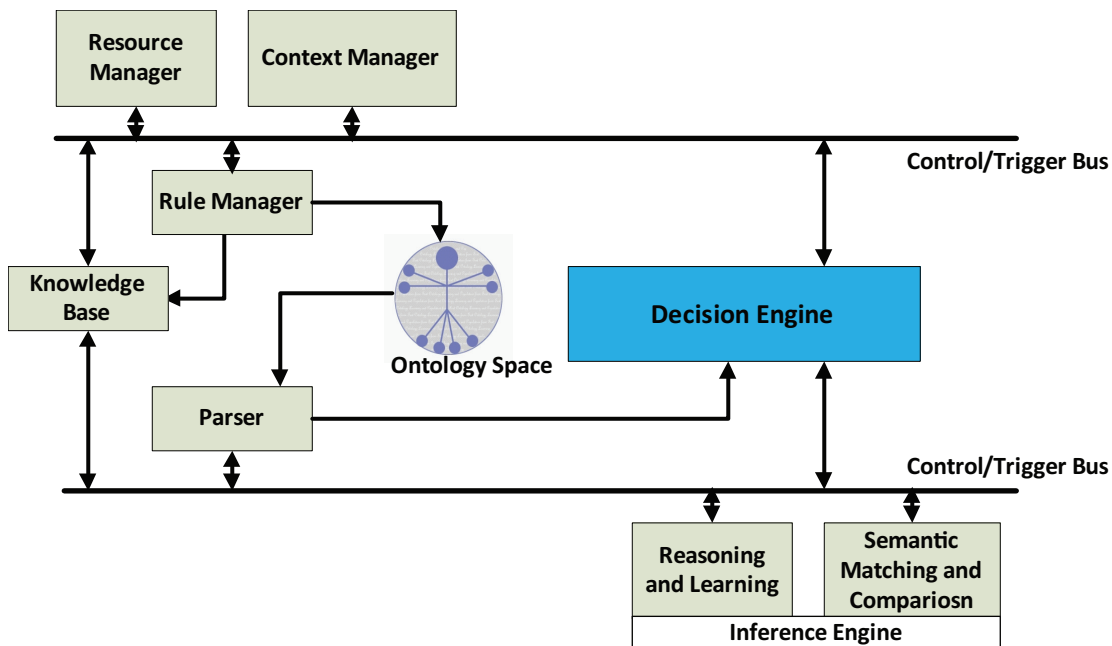 Resource
Manager
Context Manager
Control/Trigger Bus
Rule Manager
Knowledge
Base
Decision Engine
Ontology Space
Parser
Control/Trigger Bus
Reasoning
and Learning
Semantic
Matching and
Compariosn
Inference Engine